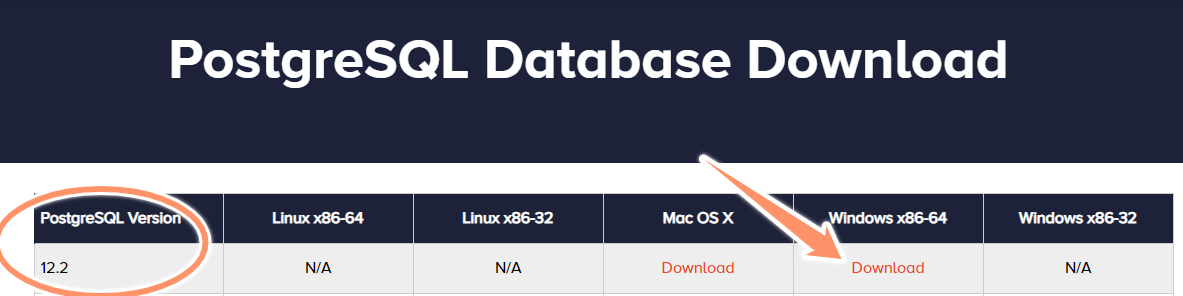 PostgreSQL Database Download
PostgreSQL Version Linux x86-64 Linux x86-32 Mac OS X Windows x86-64 Windows x86-32
12.2 N/A N/A Download Download N/A